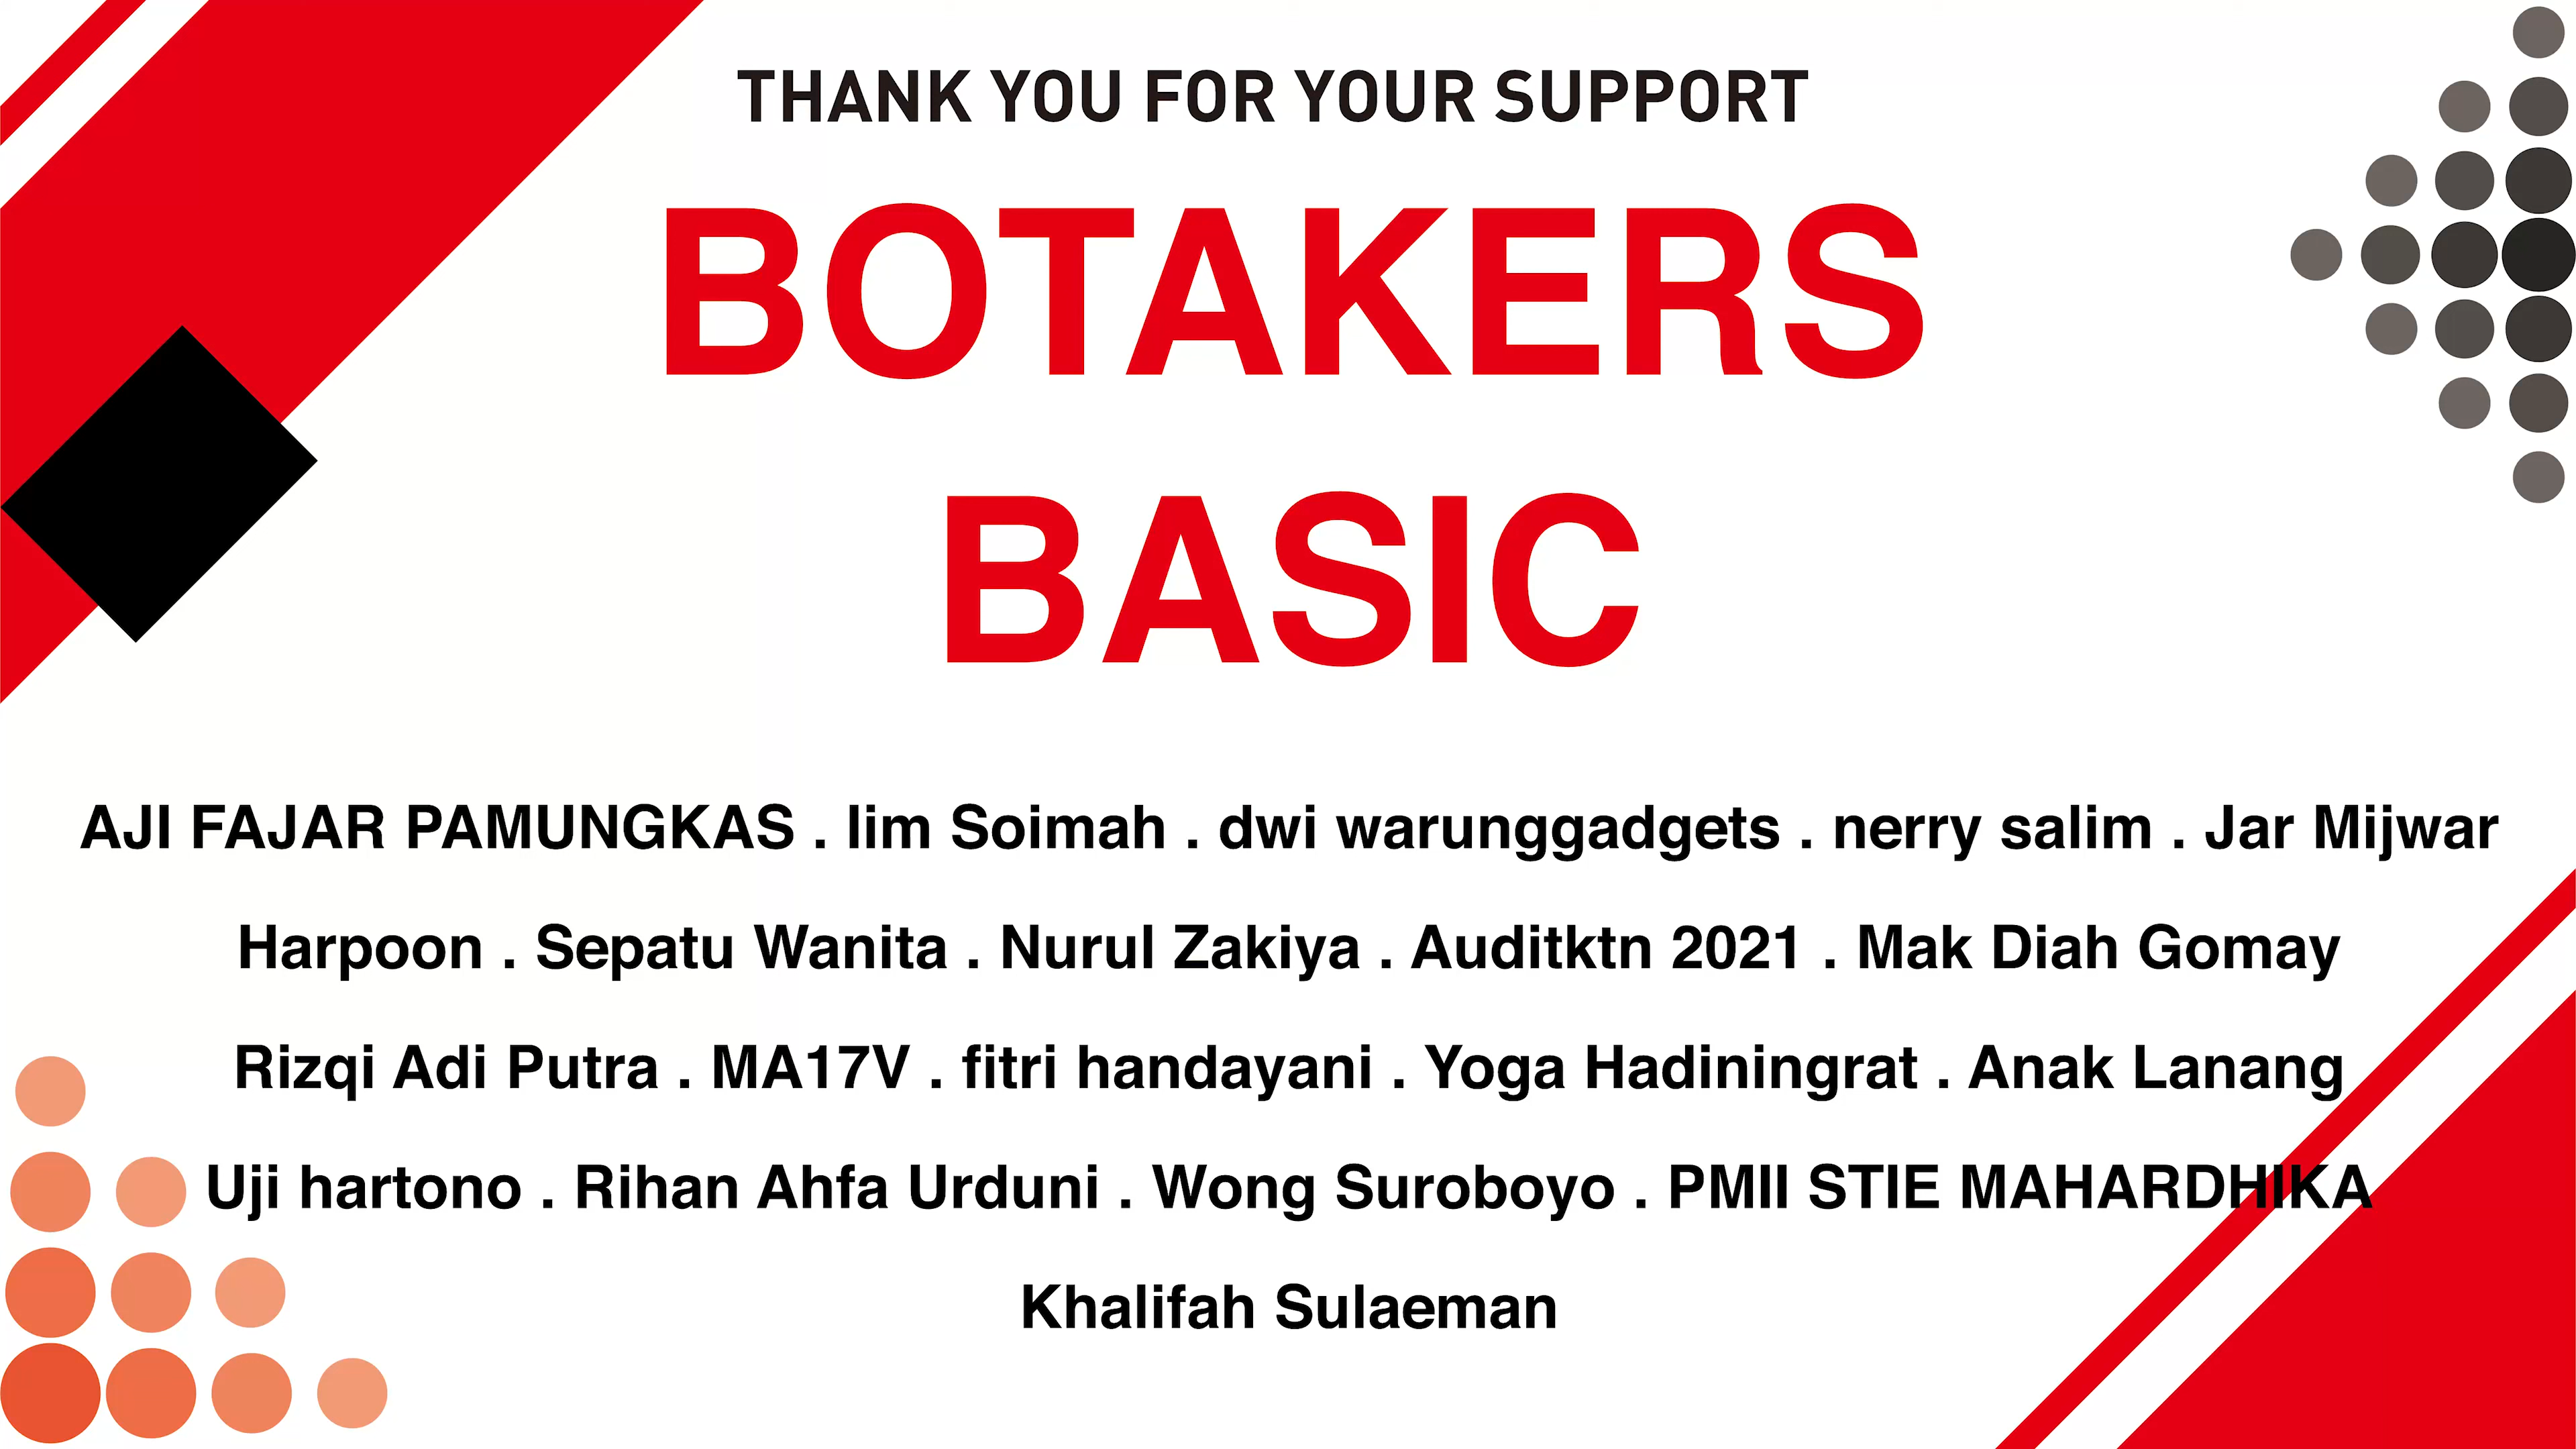 THANK YOU FOR YOUR SUPPORT
BOTAKERS
BASIC
AJI FAJAR PAMUNGKAS . Iim Soimah . dwi warunggadgets . nerry salim . Jar Mijwar
Harpoon . Sepatu Wanita . Nurul Zakiya . Auditktn 2021 . Mak Diah Gomay
Rizqi Adi Putra . MA17V . fitri handayani . Yoga Hadiningrat . Anak Lanang
Uji hartono . Rihan Ahfa Urduni . Wong Suroboyo . PMII STIE MAHARDHIKA
Khalifah Sulaeman